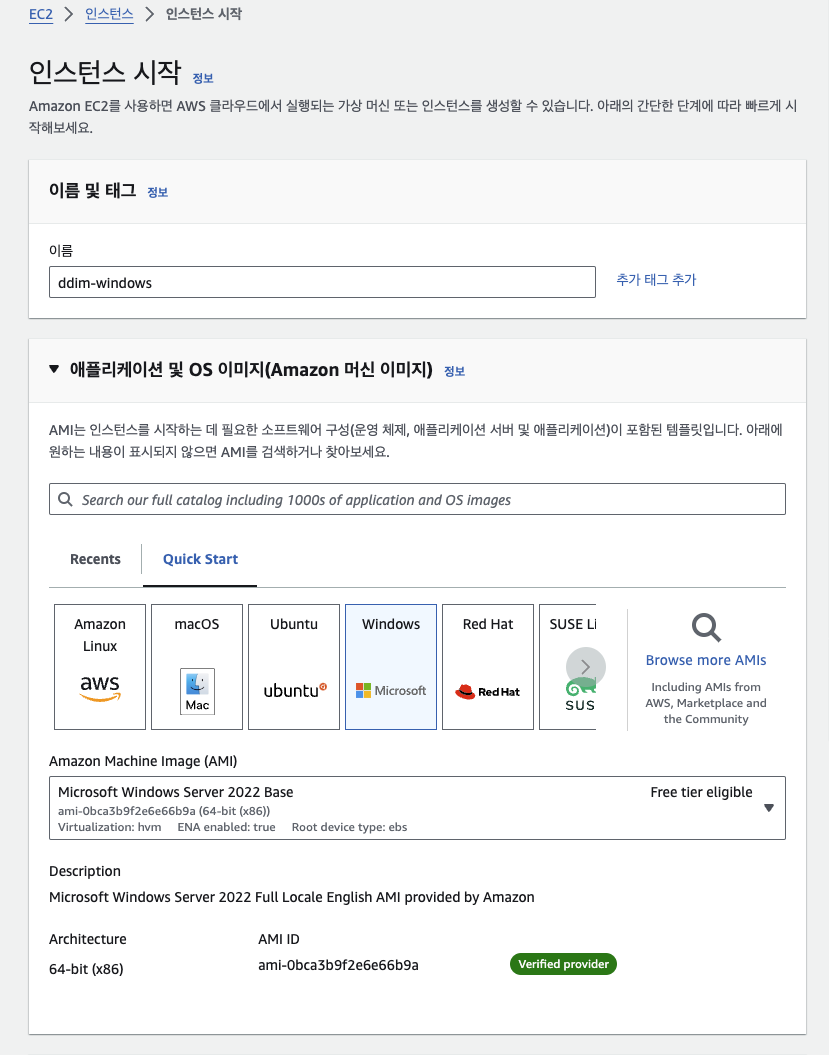 EC2 > 인스턴스 > 인스턴스 시작
인스턴스 시작 정보
Amazon EC2를 사용하면 AWS 클라우드에서 실행되는 가상 머신 또는 인스턴스를 생성할 수 있습니다. 아래의 간단한 단계에 따라 빠르게 시
작해보세요.
이름 및 태그 정보
이름
ddim-windows
추가 태그 추가
애플리케이션 및 OS 이미지(Amazon 머신 이미지) 정보
AMI는 인스턴스를 시작하는 데 필요한 소프트웨어 구성(운영 체제, 애플리케이션 서버 및 애플리케이션)이 포함된 템플릿입니다. 아래에
원하는 내용이 표시되지 않으면 AMI를 검색하거나 찾아보세요.
Search our full catalog including 1000s of application and OS images
Recents
Quick Start
Amazon
Linux
aws
macOS
Mac
Ubuntu
ubuntu
Windows
Microsoft
Red Hat
Red Hat
SUSE Li
SUS
Browse more AMIs
Including AMIs from
AWS, Marketplace and
the Community
Amazon Machine Image (AMI)
Microsoft Windows Server 2022 Base
Free tier eligible
ami-0bca3b9f2e6e66b9a (64-bit (x86))
Virtualization: hvm ENA enabled: true Root device type: ebs
Description
Microsoft Windows Server 2022 Full Locale English AMI provided by Amazon
Architecture
AMI ID
64-bit (x86)
ami-0bca3b9f2e6e66b9a
Verified provider